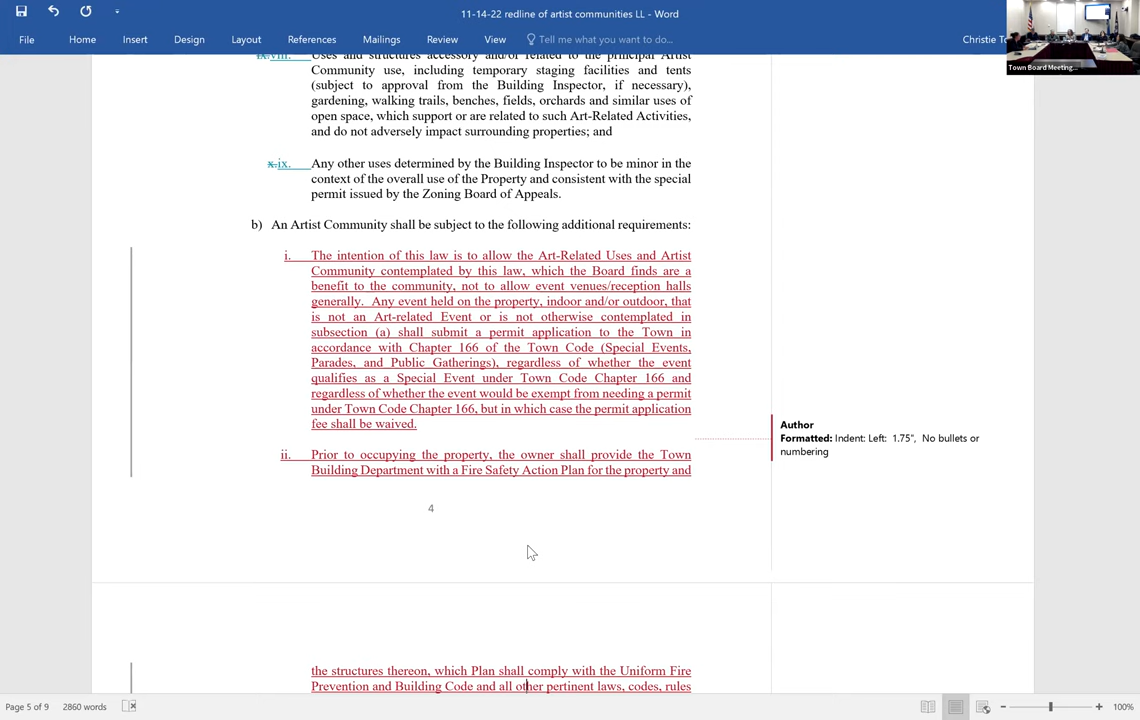 11-14-22 redline of artist communities LL - Word
File Home Insert Design Layout References Mailings Review View Tell me what you want to do...
Christie To
Town Board Meeting...
ix.viii. Uses and structures accessory and/or related to the principal Artist
Community use, including temporary staging facilities and tents
(subject to approval from the Building Inspector, if necessary),
gardening, walking trails, benches, fields, orchards and similar uses of
open space, which support or are related to such Art-Related Activities,
and do not adversely impact surrounding properties; and
x.ix. Any other uses determined by the Building Inspector to be minor in the
context of the overall use of the Property and consistent with the special
permit issued by the Zoning Board of Appeals.
b) An Artist Community shall be subject to the following additional requirements:
i. The intention of this law is to allow the Art-Related Uses and Artist
Community contemplated by this law, which the Board finds are a
benefit to the community, not to allow event venues/reception halls
generally. Any event held on the property, indoor and/or outdoor, that
is not an Art-related Event or is not otherwise contemplated in
subsection (a) shall submit a permit application to the Town in
accordance with Chapter 166 of the Town Code (Special Events,
Parades, and Public Gatherings), regardless of whether the event
qualifies as a Special Event under Town Code Chapter 166 and
regardless of whether the event would be exempt from needing a permit
under Town Code Chapter 166, but in which case the permit application
fee shall be waived.
Author
Formatted: Indent: Left: 1.75", No bullets or
numbering
ii. Prior to occupying the property, the owner shall provide the Town
Building Department with a Fire Safety Action Plan for the property and
4
the structures thereon, which Plan shall comply with the Uniform Fire
Prevention and Building Code and all other pertinent laws, codes, rules
Page 5 of 9 2860 words
100%